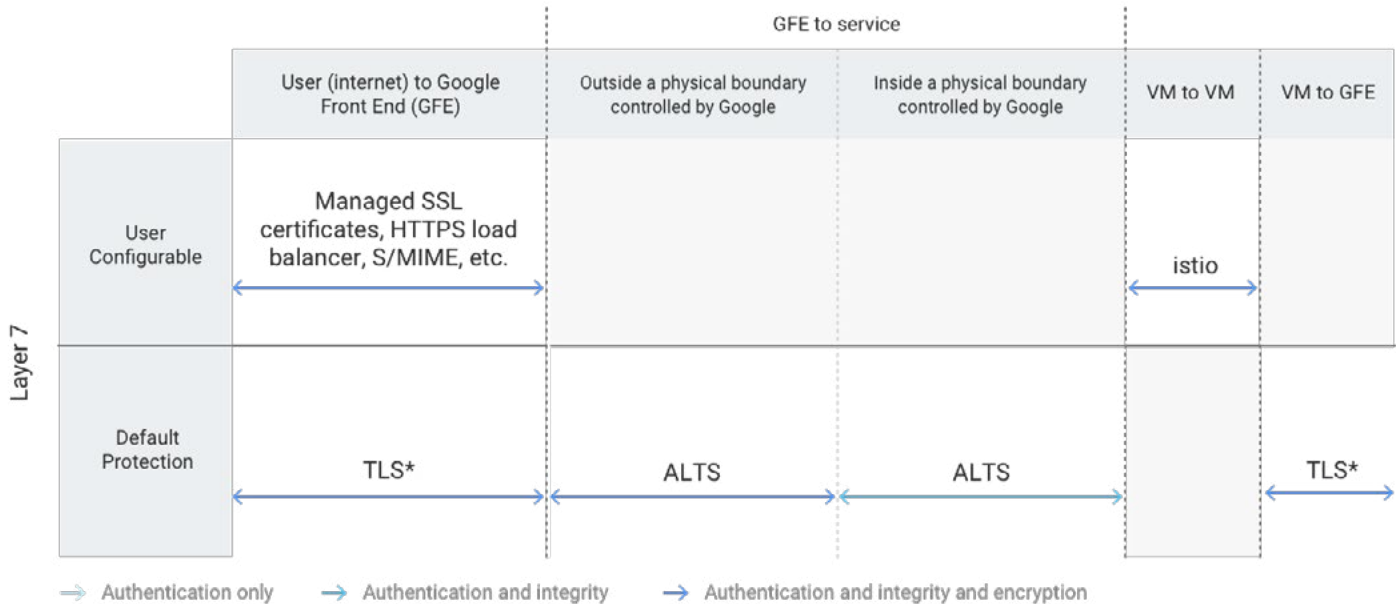 GFE to service
User (internet) to Google
Front End (GFE)
Outside a physical boundary
controlled by Google
Inside a physical boundary
controlled by Google
VM to VM
VM to GFE
Layer 7
User
Configurable
Managed SSL
certificates, HTTPS load
balancer, S/MIME, etc.
istio
Default
Protection
TLS*
ALTS
ALTS
TLS*
Authentication only
Authentication and integrity
Authentication and integrity and encryption